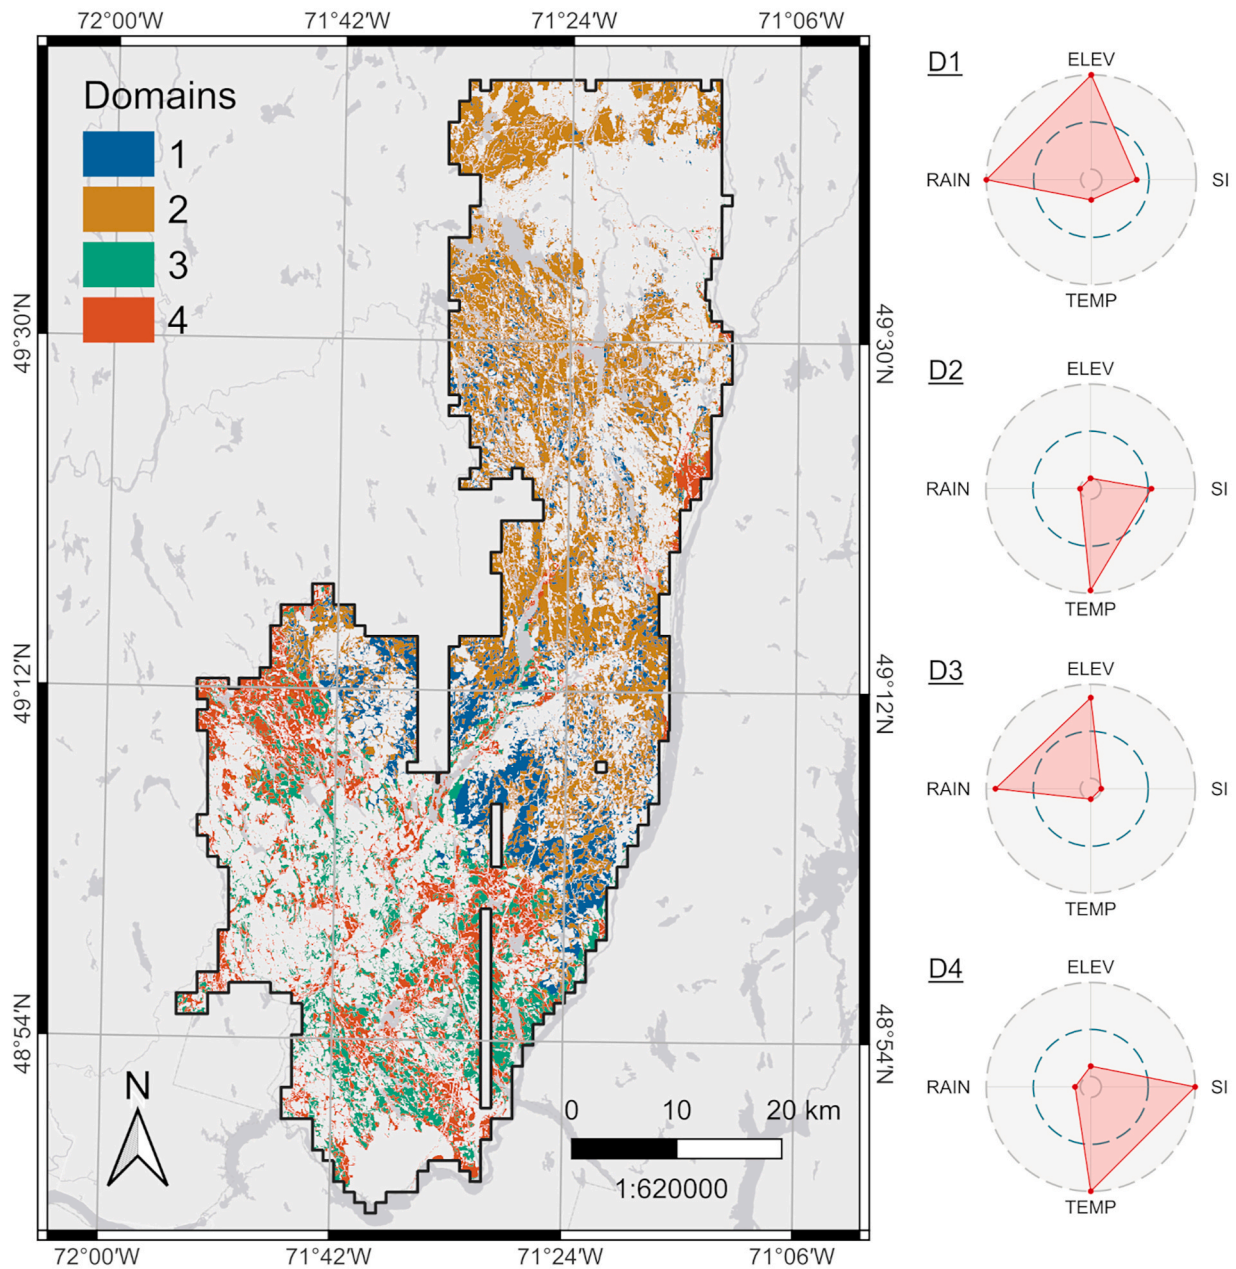 72°00'W 71°42'W 71°24'W 71°06'W
Domains
1
2
3
4
49°30'N
49°12'N
48°54'N
49°30'N
49°12'N
48°54'N
N
0 10 20 km
1:620000
72°00'W 71°42'W 71°24'W 71°06'W
D1
ELEV
RAIN SI
TEMP
D2
ELEV
RAIN SI
TEMP
D3
ELEV
RAIN SI
TEMP
D4
ELEV
RAIN SI
TEMP